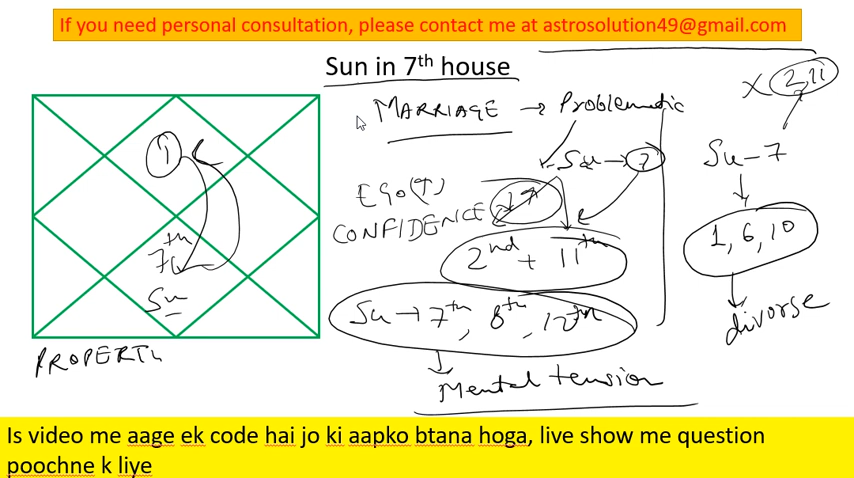 If you need personal consultation, please contact me at astrosolution49@gmail.com
Sun in 7th house
MARRIAGE → Problematic
X 2,11
Su → 7
Su - 7
1
EGO(↑)
CONFIDENCE
7th
Su
2nd + 11th
1, 6, 10
Su → 7th, 8th, 12th
divorse
PROPERTY
Mental tension
Is video me aage ek code hai jo ki aapko btana hoga, live show me question
poochne k liye